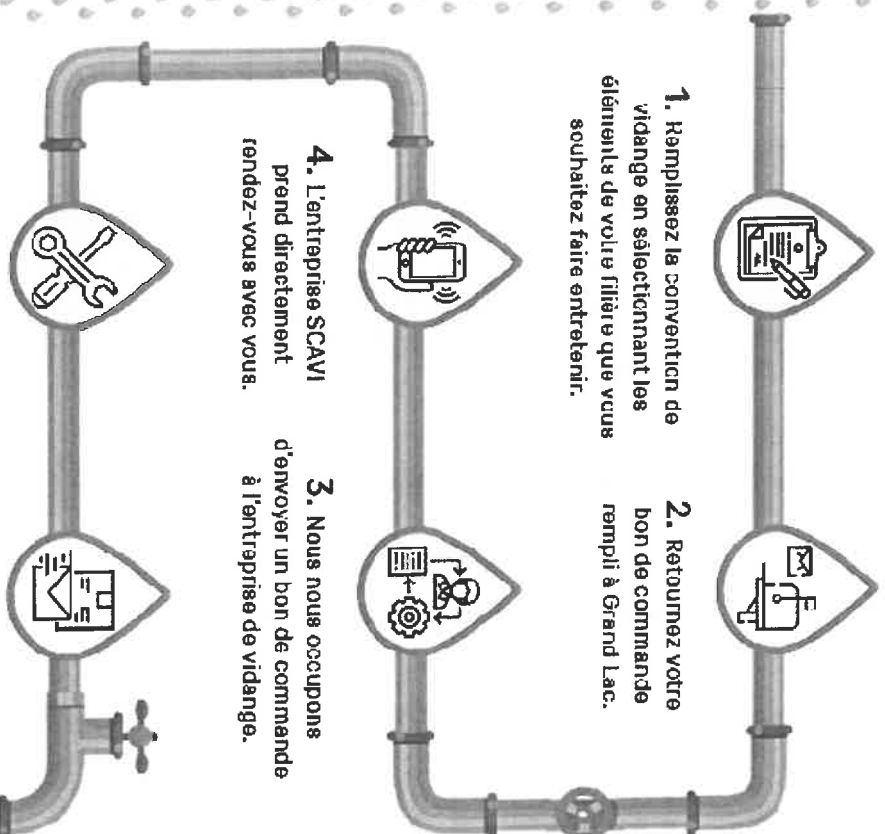 1. Remplissez la convention de
vidange en sélectionnant les
éléments de votre filière que vous
souhaitez faire entretenir.
2. Retournez votre
bon de commande
rempli à Grand Lac.
3. Nous nous occupons
d'envoyer un bon de commande
à l'entreprise de vidange.
4. L'entreprise SCAVI
prend directement
rendez-vous avec vous.